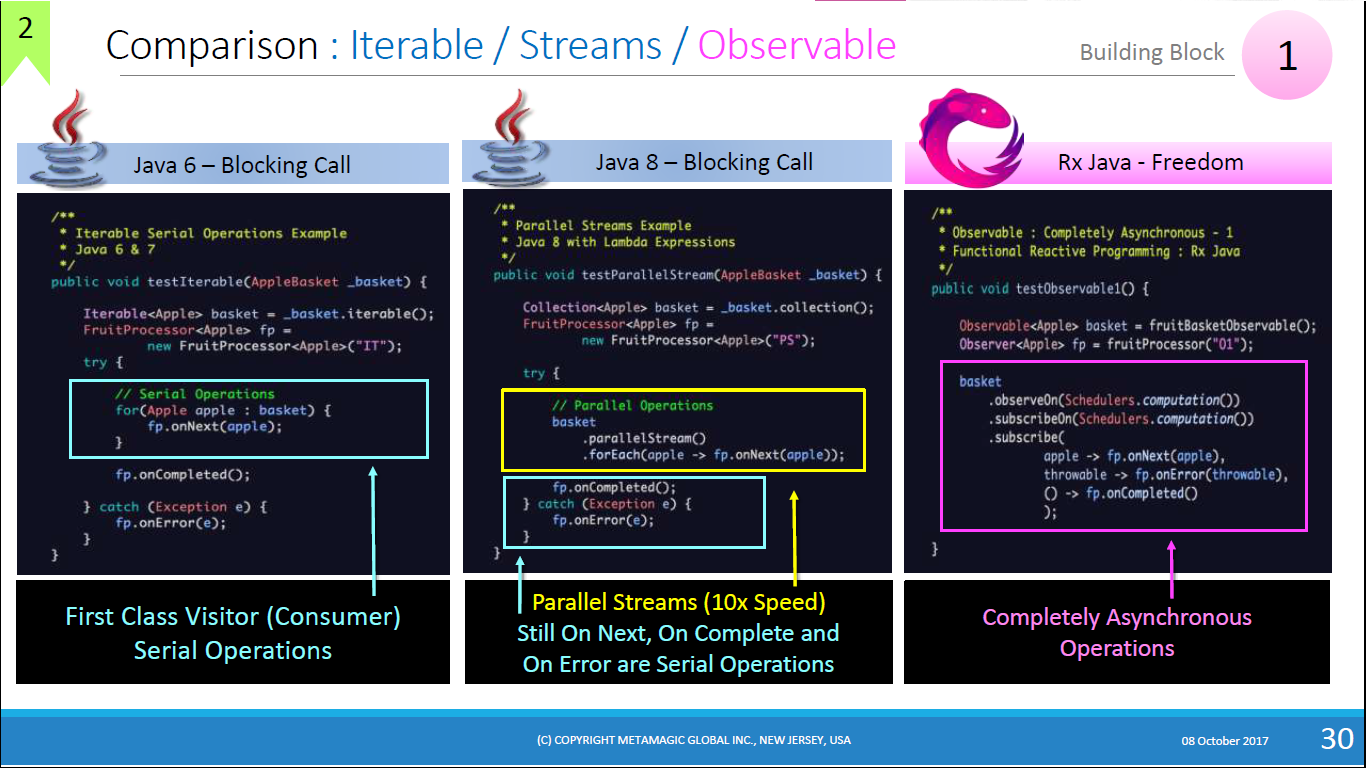 2
Comparison : Iterable / Streams / Observable
Building Block
1
Java 6 – Blocking Call
/**
* Iterable Serial Operations Example
* Java 6 & 7
*/
public void testIterable(AppleBasket _basket) {
Iterable<Apple> basket = _basket.iterable();
FruitProcessor<Apple> fp =
new FruitProcessor<Apple>("IT");
try {
// Serial Operations
for(Apple apple : basket) {
fp.onNext(apple);
}
fp.onCompleted();
} catch (Exception e) {
fp.onError(e);
}
}
First Class Visitor (Consumer)
Serial Operations
Java 8 – Blocking Call
/**
* Parallel Streams Example
* Java 8 with Lambda Expressions
*/
public void testParallelStream(AppleBasket _basket) {
Collection<Apple> basket = _basket.collection();
FruitProcessor<Apple> fp =
new FruitProcessor<Apple>("PS");
try {
// Parallel Operations
basket
.parallelStream()
.forEach(apple -> fp.onNext(apple));
fp.onCompleted();
} catch (Exception e) {
fp.onError(e);
}
}
Parallel Streams (10x Speed)
Still On Next, On Complete and
On Error are Serial Operations
Rx Java - Freedom
/**
* Observable : Completely Asynchronous - 1
* Functional Reactive Programming : Rx Java
*/
public void testObservable1() {
Observable<Apple> basket = fruitBasketObservable();
Observer<Apple> fp = fruitProcessor("O1");
basket
.observeOn(Schedulers.computation())
.subscribeOn(Schedulers.computation())
.subscribe(
apple -> fp.onNext(apple),
throwable -> fp.onError(throwable),
() -> fp.onCompleted()
);
}
Completely Asynchronous
Operations
(C) COPYRIGHT METAMAGIC GLOBAL INC., NEW JERSEY, USA
08 October 2017
30